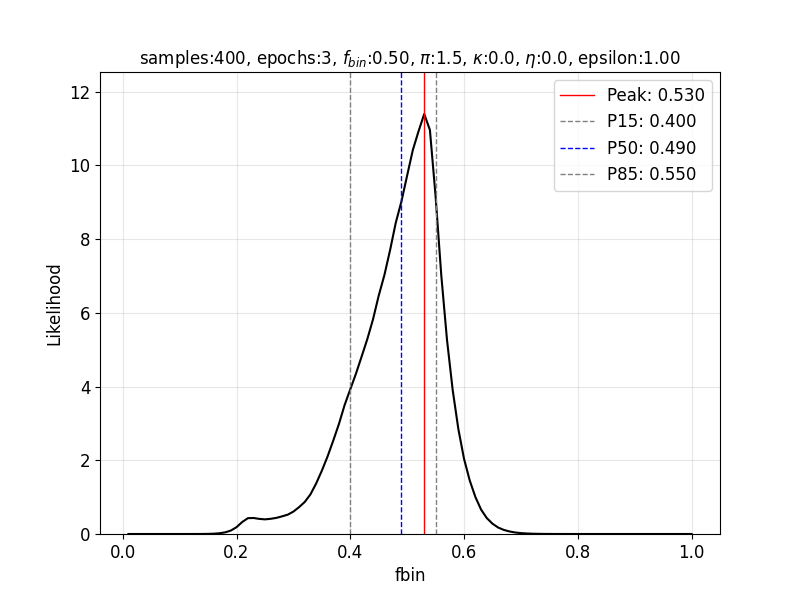 samples:400, epochs:3, f_bin:0.50, π:1.5, κ:0.0, η:0.0, epsilon:1.00
Peak: 0.530
P15: 0.400
P50: 0.490
P85: 0.550
12
10
8
6
4
2
0
Likelihood
0.0 0.2 0.4 0.6 0.8 1.0
fbin